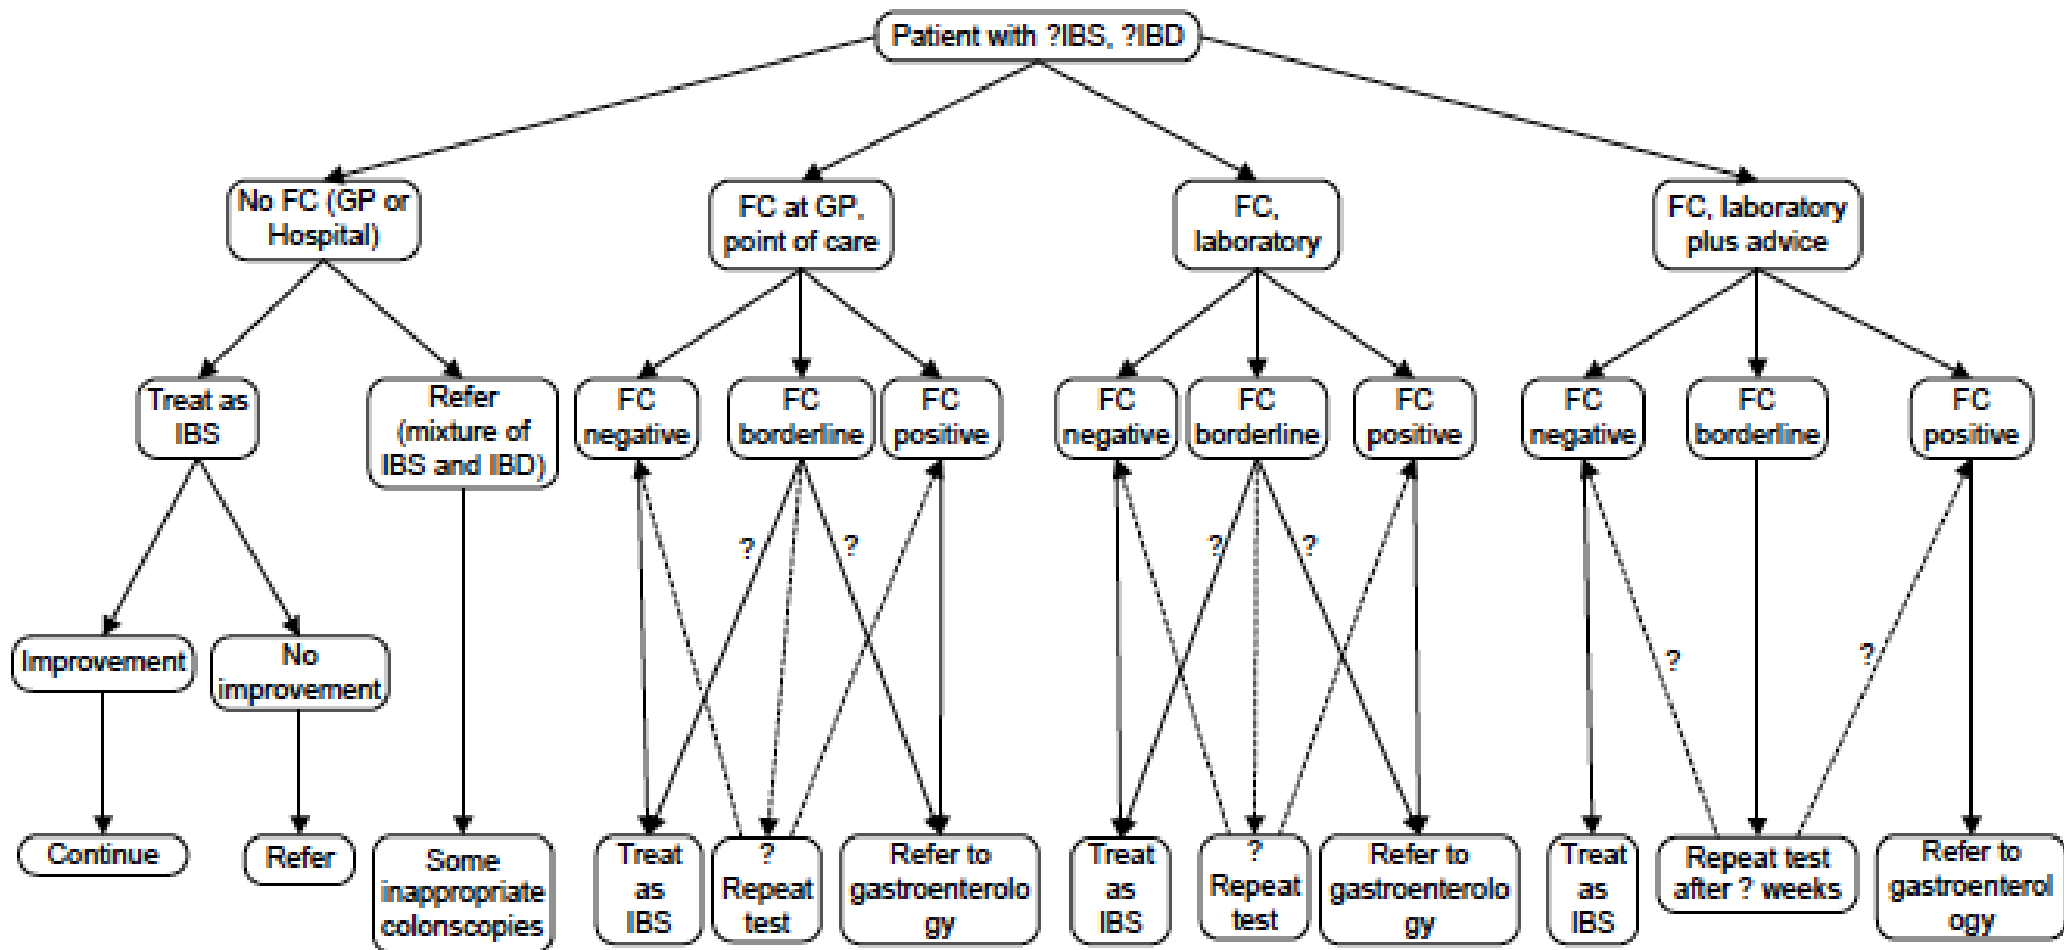 Patient with ?IBS, ?IBD
No FC (GP or
Hospital)
FC at GP,
point of care
FC,
laboratory
FC, laboratory
plus advice
Treat as
IBS
Refer
(mixture of
IBS and IBD)
FC
negative
FC
borderline
FC
positive
FC
negative
FC
borderline
FC
positive
FC
negative
FC
borderline
FC
positive
?
?
?
?
?
?
Improvement
No
improvement
Continue
Refer
Some
inappropriate
colonscopies
Treat
as
IBS
?
Repeat
test
Refer to
gastroenterolo
gy
Treat
as
IBS
?
Repeat
test
Refer to
gastroenterolo
gy
Treat
as
IBS
Repeat test
after ? weeks
Refer to
gastroenterol
ogy